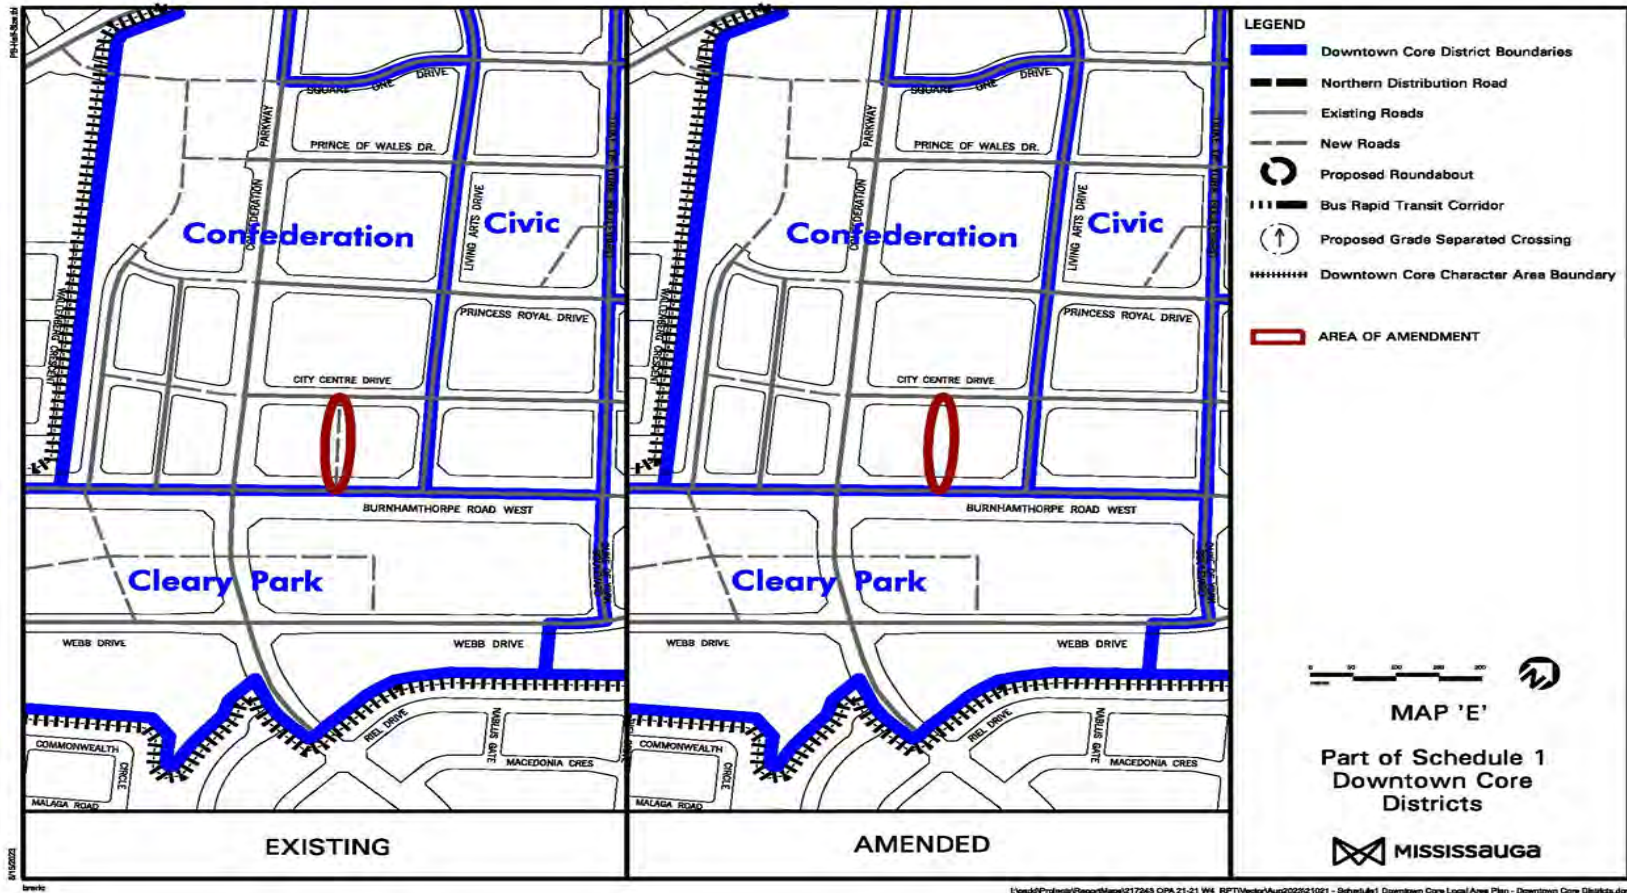 SQUARE ONE DRIVE
PARKWAY
PRINCE OF WALES DR.
CONFEDERATION
LIVING ARTS DRIVE
Confederation
Civic
WALLENBERG CRESCENT
PRINCESS ROYAL DRIVE
CITY CENTRE DRIVE
BURNHAMTHORPE ROAD WEST
Cleary Park
WEBB DRIVE
WEBB DRIVE
RIEL DRIVE
NABLUS GATE
COMMONWEALTH
CIRCLE
MACEDONIA CRES
MALAGA ROAD
EXISTING
SQUARE ONE DRIVE
PARKWAY
PRINCE OF WALES DR.
CONFEDERATION
LIVING ARTS DRIVE
Confederation
Civic
WALLENBERG CRESCENT
PRINCESS ROYAL DRIVE
CITY CENTRE DRIVE
BURNHAMTHORPE ROAD WEST
Cleary Park
WEBB DRIVE
WEBB DRIVE
RIEL DRIVE
NABLUS GATE
COMMONWEALTH
CIRCLE
MACEDONIA CRES
MALAGA ROAD
AMENDED
LEGEND
Downtown Core District Boundaries
Northern Distribution Road
Existing Roads
New Roads
Proposed Roundabout
Bus Rapid Transit Corridor
Proposed Grade Separated Crossing
Downtown Core Character Area Boundary
AREA OF AMENDMENT
MAP 'E'
Part of Schedule 1
Downtown Core
Districts
MISSISSAUGA